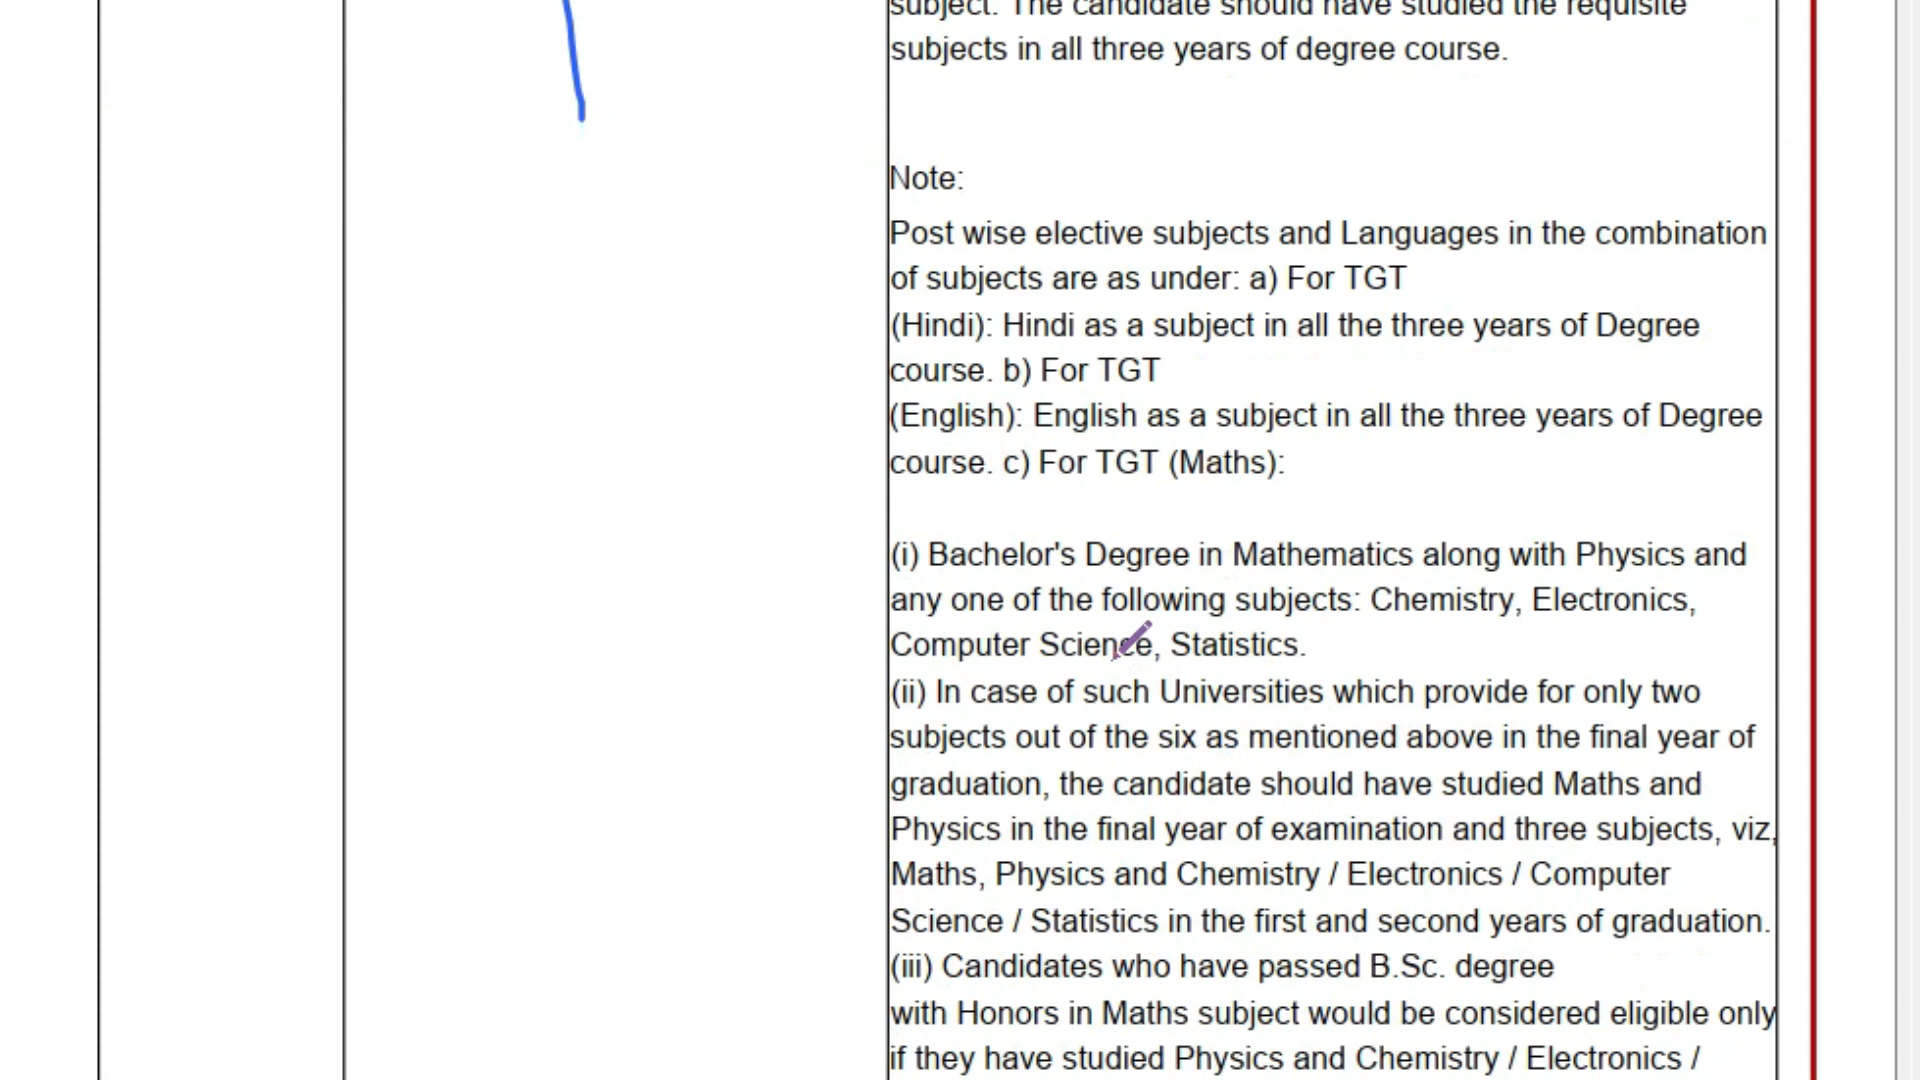 subject. The candidate should have studied the requisite
subjects in all three years of degree course.
Note:
Post wise elective subjects and Languages in the combination
of subjects are as under: a) For TGT
(Hindi): Hindi as a subject in all the three years of Degree
course. b) For TGT
(English): English as a subject in all the three years of Degree
course. c) For TGT (Maths):
(i) Bachelor's Degree in Mathematics along with Physics and
any one of the following subjects: Chemistry, Electronics,
Computer Science, Statistics.
(ii) In case of such Universities which provide for only two
subjects out of the six as mentioned above in the final year of
graduation, the candidate should have studied Maths and
Physics in the final year of examination and three subjects, viz,
Maths, Physics and Chemistry / Electronics / Computer
Science / Statistics in the first and second years of graduation.
(iii) Candidates who have passed B.Sc. degree
with Honors in Maths subject would be considered eligible only
if they have studied Physics and Chemistry / Electronics /